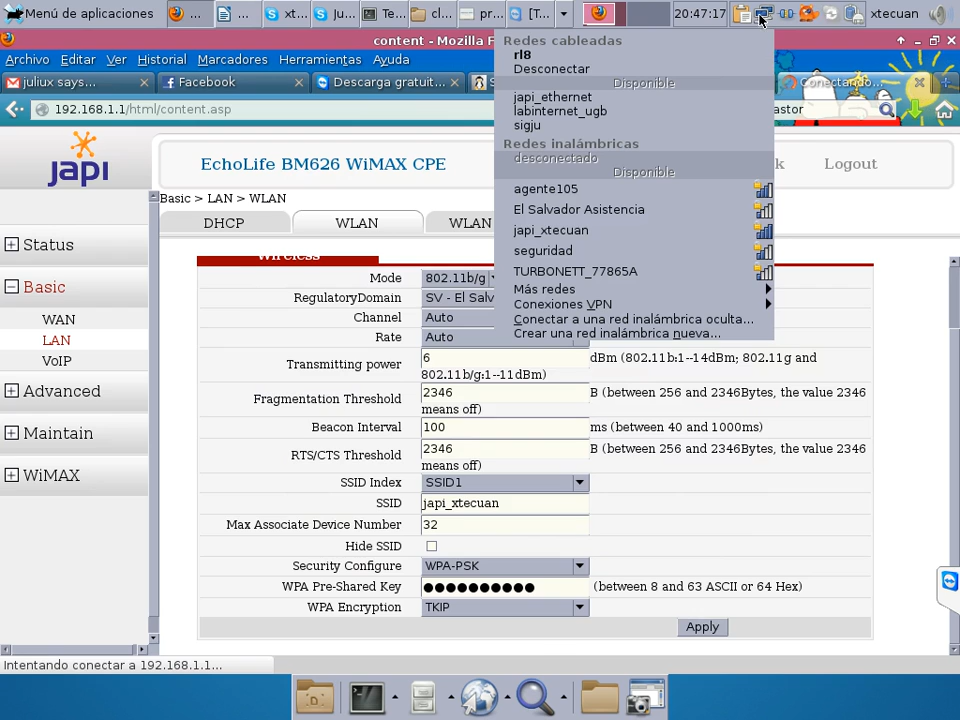 Menú de aplicaciones
...
xt...
Ju...
Te...
cl...
pr...
[T...
20:47:17
xtecuan
content - Mozilla F
Archivo Editar Ver Historial Marcadores Herramientas Ayuda
juliux says...
Facebook
Descarga gratuit...
Conectando...
192.168.1.1/html/content.asp
astor
Redes cableadas
rl8
Desconectar
Disponible
japi_ethernet
labinternet_ugb
sigju
Redes inalámbricas
desconectado
Disponible
agente105
El Salvador Asistencia
japi_xtecuan
seguridad
TURBONETT_77865A
Más redes
Conexiones VPN
Conectar a una red inalámbrica oculta...
Crear una red inalámbrica nueva...
japi
EchoLife BM626 WiMAX CPE
k
Logout
Basic > LAN > WLAN
DHCP
WLAN
WLAN
Status
Basic
WAN
LAN
VoIP
Advanced
Maintain
WiMAX
Wireless
Mode 802.11b/g
RegulatoryDomain SV - El Salv
Channel Auto
Rate Auto
Transmitting power 6 dBm (802.11b:1--14dBm; 802.11g and
802.11b/g:1--11dBm)
Fragmentation Threshold 2346 B (between 256 and 2346Bytes, the value 2346
means off)
Beacon Interval 100 ms (between 40 and 1000ms)
RTS/CTS Threshold 2346 B (between 256 and 2346Bytes, the value 2346
means off)
SSID Index SSID1
SSID japi_xtecuan
Max Associate Device Number 32
Hide SSID
Security Configure WPA-PSK
WPA Pre-Shared Key ●●●●●●●●●● (between 8 and 63 ASCII or 64 Hex)
WPA Encryption TKIP
Apply
Intentando conectar a 192.168.1.1...